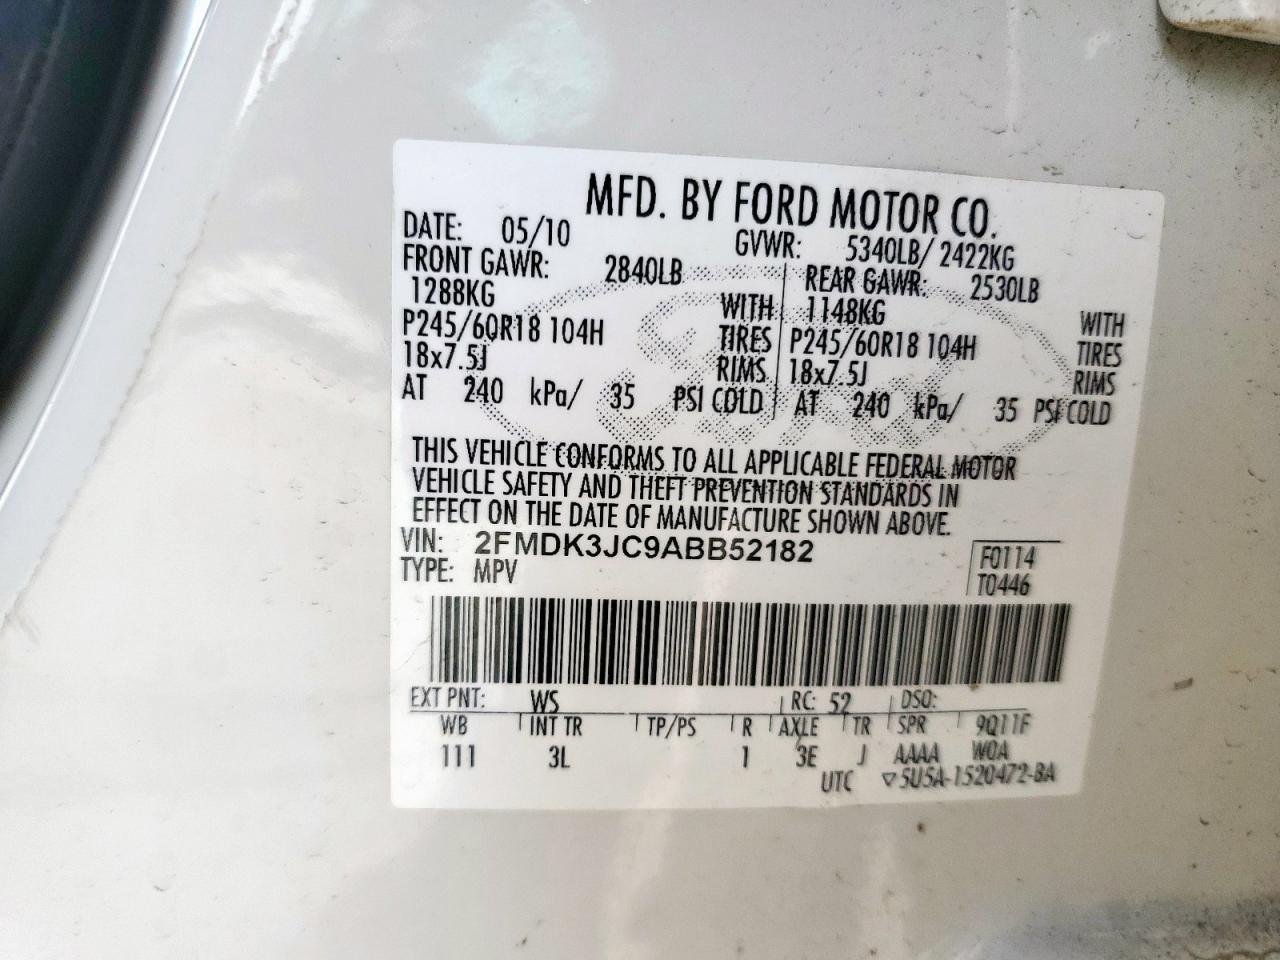 MFD. BY FORD MOTOR CO.
DATE: 05/10 GVWR: 5340LB/ 2422KG
FRONT GAWR: 2840LB REAR GAWR: 2530LB
1288KG WITH 1148KG WITH
P245/60R18 104H TIRES P245/60R18 104H TIRES
18x7.5J RIMS 18x7.5J RIMS
AT 240 kPa/ 35 PSI COLD AT 240 kPa/ 35 PSI COLD
THIS VEHICLE CONFORMS TO ALL APPLICABLE FEDERAL MOTOR
VEHICLE SAFETY AND THEFT PREVENTION STANDARDS IN
EFFECT ON THE DATE OF MANUFACTURE SHOWN ABOVE.
VIN: 2FMDK3JC9ABB52182 F0114
TYPE: MPV T0446
EXT PNT: WS RC: 52 DSO:
WB INT TR TP/PS R AXLE TR SPR 9Q11F
111 3L 1 3E J AAAA WOA
UTC ▽5U5A-1520472-BA